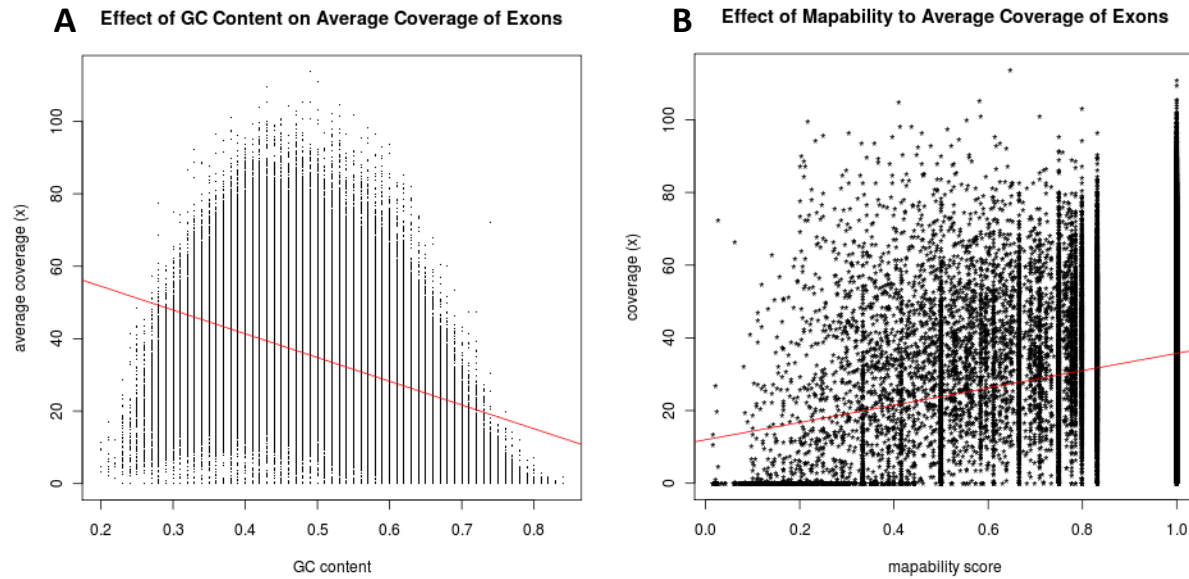 A Effect of GC Content on Average Coverage of Exons
average coverage (x)
100
80
60
40
20
0
0.2 0.3 0.4 0.5 0.6 0.7 0.8
GC content
B Effect of Mapability to Average Coverage of Exons
coverage (x)
100
80
60
40
20
0
0.0 0.2 0.4 0.6 0.8 1.0
mapability score